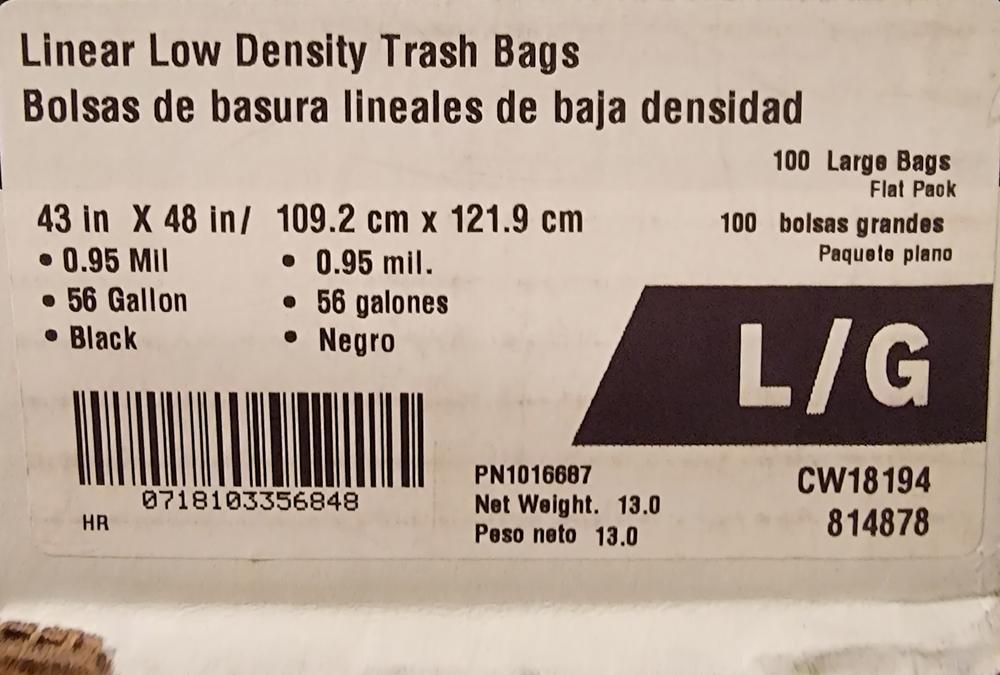 Linear Low Density Trash Bags
Bolsas de basura lineales de baja densidad
100 Large Bags
Flat Pack
43 in X 48 in/ 109.2 cm x 121.9 cm
100 bolsas grandes
Paquete plano
• 0.95 Mil • 0.95 mil.
• 56 Gallon • 56 galones
• Black • Negro
L/G
0718103356848
HR
PN1016687
Net Weight. 13.0
Peso neto 13.0
CW18194
814878